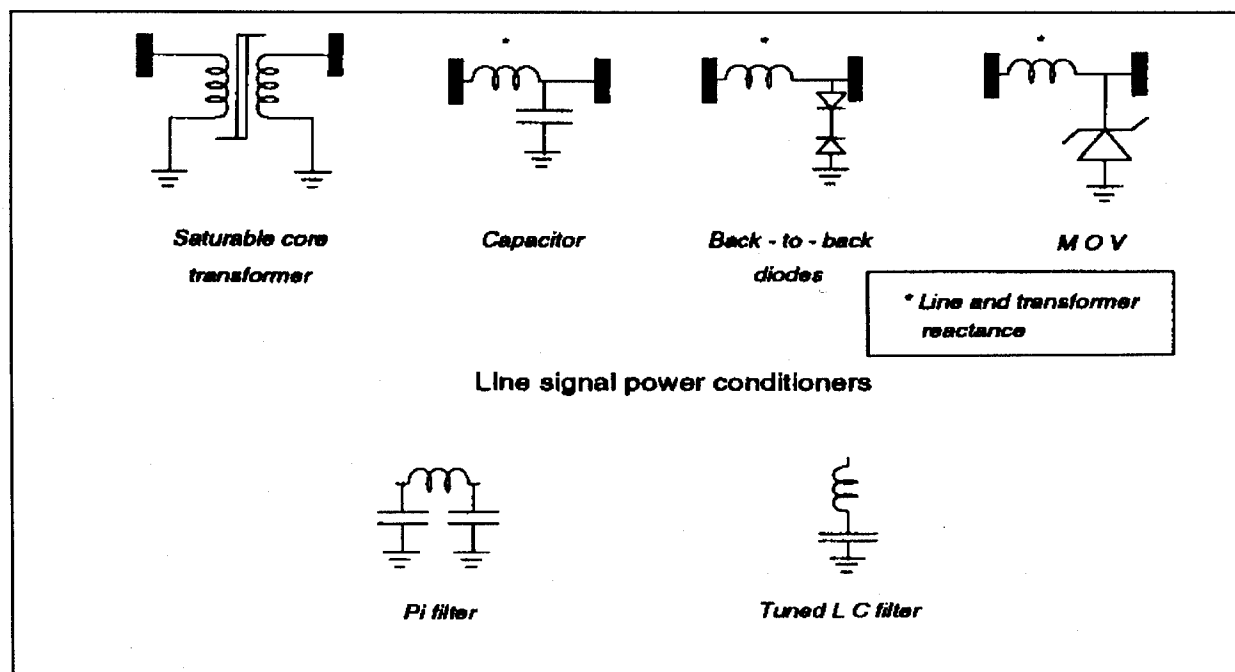 * * *
Saturable core
transformer
Capacitor
Back - to - back
diodes
M O V
* Line and transformer
reactance
Line signal power conditioners
Pi filter
Tuned L C filter